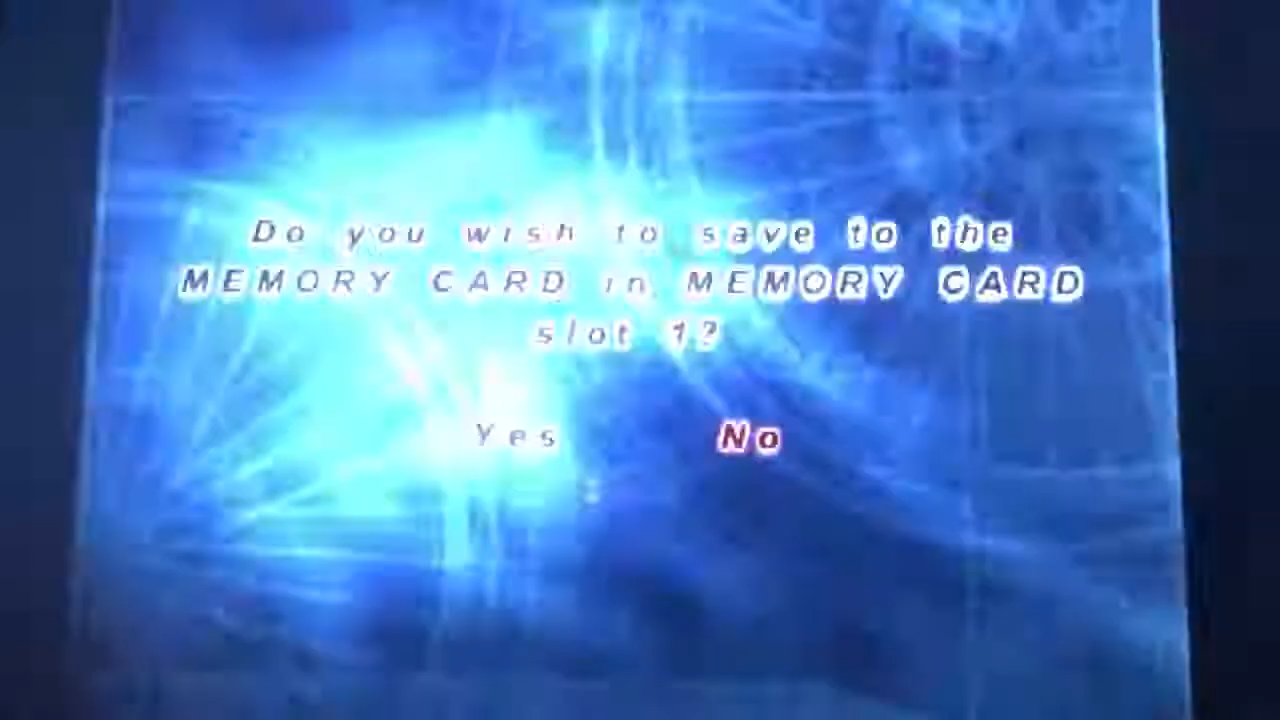 Do you wish to save to the
MEMORY CARD in MEMORY CARD
slot 1?
Yes No